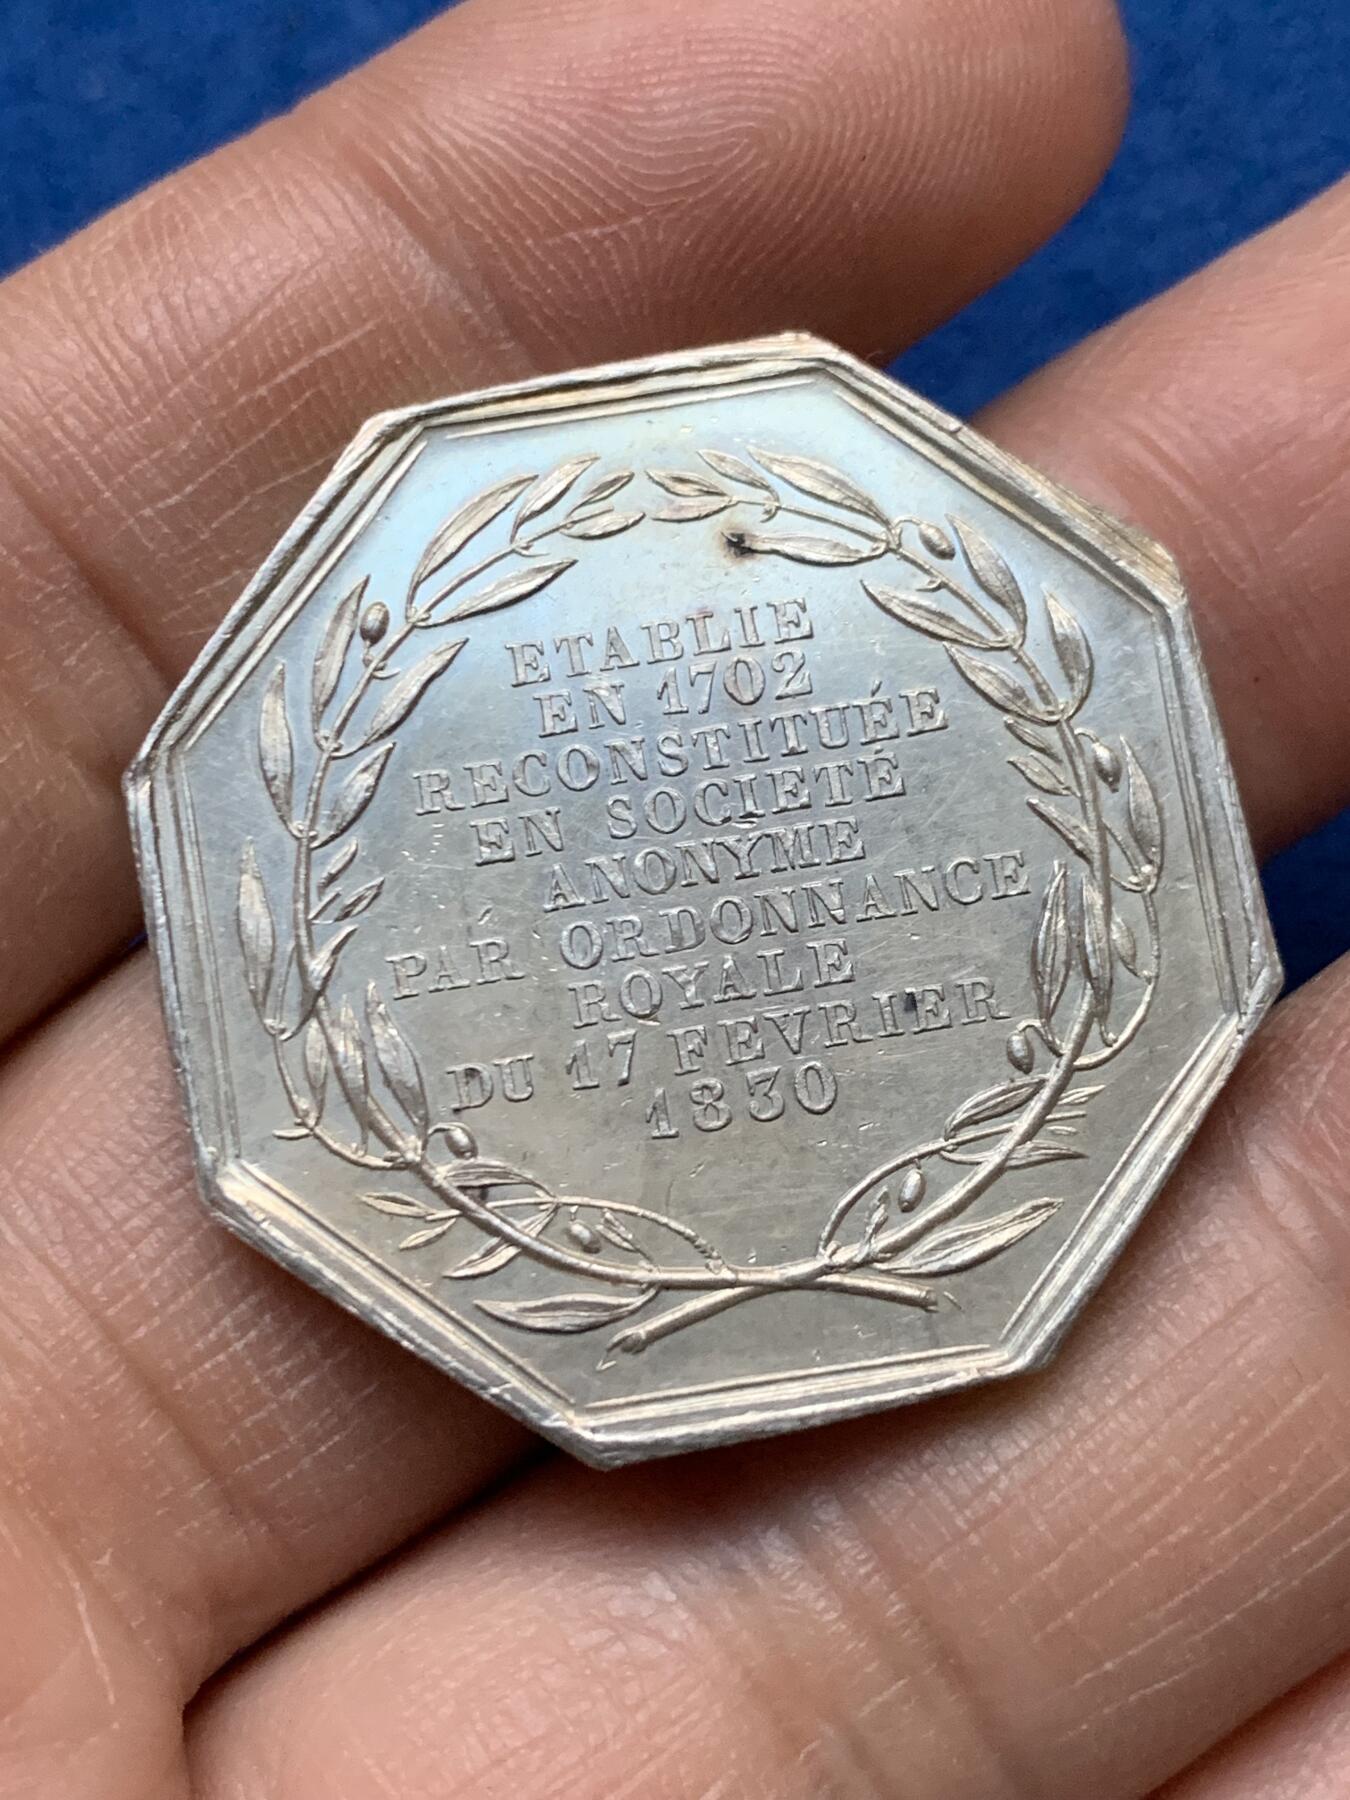 ETABLIE
EN 1702
RECONSTITUÉE
EN SOCIETÉ
ANONYME
PAR ORDONNANCE
ROYALE
DU 17 FEVRIER
1830